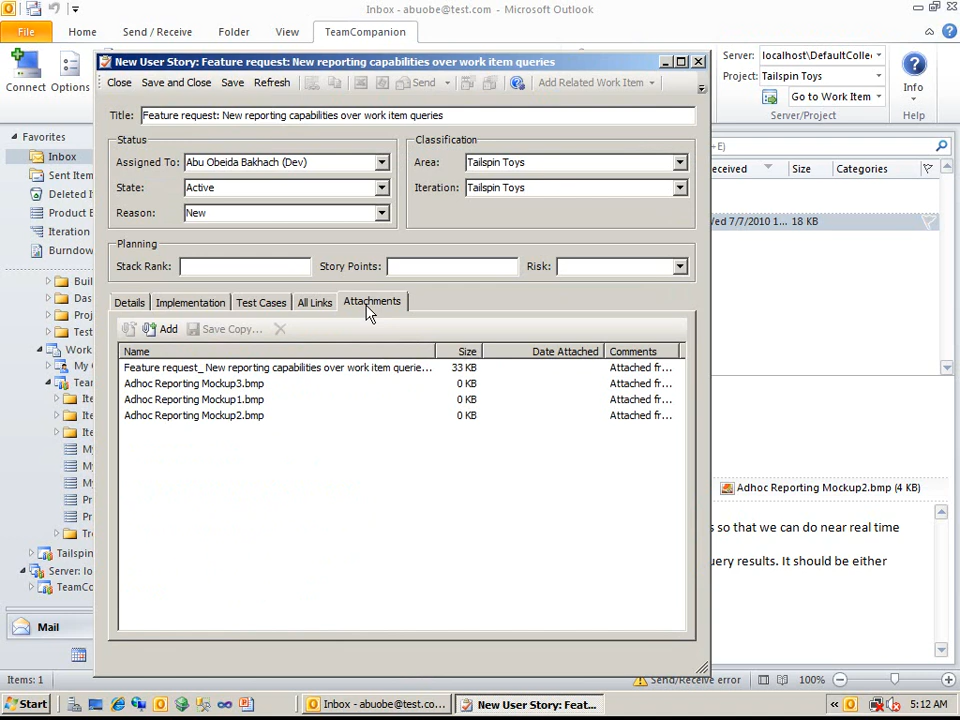 Inbox - abuobe@test.com - Microsoft Outlook
File Home Send / Receive Folder View TeamCompanion
Connect Options
Server: localhost\DefaultColle
Project: Tailspin Toys
Go to Work Item
Server/Project
Info
Help
New User Story: Feature request: New reporting capabilities over work item queries
Close Save and Close Save Refresh Send Add Related Work Item
Title: Feature request: New reporting capabilities over work item queries
Status
Assigned To: Abu Obeida Bakhach (Dev)
State: Active
Reason: New
Classification
Area: Tailspin Toys
Iteration: Tailspin Toys
Planning
Stack Rank: Story Points: Risk:
Details Implementation Test Cases All Links Attachments
Add Save Copy...
Name Size Date Attached Comments
Feature request_ New reporting capabilities over work item querie... 33 KB Attached fr...
Adhoc Reporting Mockup3.bmp 0 KB Attached fr...
Adhoc Reporting Mockup1.bmp 0 KB Attached fr...
Adhoc Reporting Mockup2.bmp 0 KB Attached fr...
Favorites
Inbox
Sent Item
Deleted I
Product B
Iteration
Burndow
Buil
Das
Proj
Test
Work
My
Team
Ite
Ite
Ite
My
My
My
Pr
Pr
Tr
Tailspin
Server: lo
TeamCo
Mail
+E)
eceived Size Categories
Wed 7/7/2010 1... 18 KB
Adhoc Reporting Mockup2.bmp (4 KB)
s so that we can do near real time
uery results. It should be either
Items: 1
Send/Receive error 100%
Start Inbox - abuobe@test.co... New User Story: Feat... « 5:12 AM